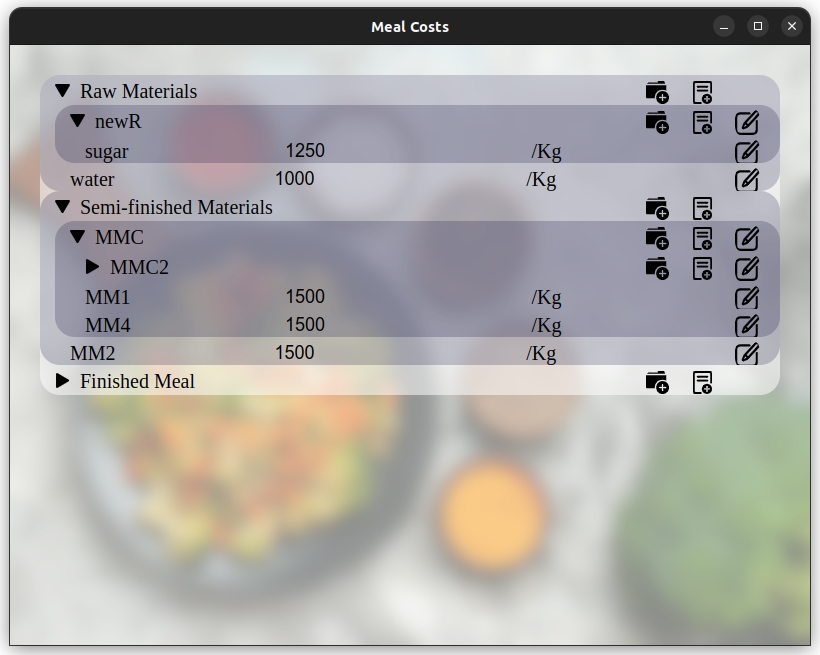 Meal Costs
Raw Materials
newR
sugar 1250 /Kg
water 1000 /Kg
Semi-finished Materials
MMC
MMC2
MM1 1500 /Kg
MM4 1500 /Kg
MM2 1500 /Kg
Finished Meal